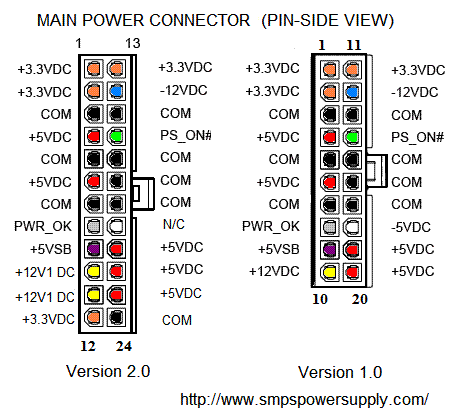 MAIN POWER CONNECTOR (PIN-SIDE VIEW)
1 13
+3.3VDC +3.3VDC
+3.3VDC -12VDC
COM COM
+5VDC PS_ON#
COM COM
+5VDC COM
COM COM
PWR_OK N/C
+5VSB +5VDC
+12V1 DC +5VDC
+12V1 DC +5VDC
+3.3VDC COM
12 24
Version 2.0
1 11
+3.3VDC +3.3VDC
+3.3VDC -12VDC
COM COM
+5VDC PS_ON#
COM COM
+5VDC COM
COM COM
PWR_OK -5VDC
+5VSB +5VDC
+12VDC +5VDC
10 20
Version 1.0
http://www.smpspowersupply.com/